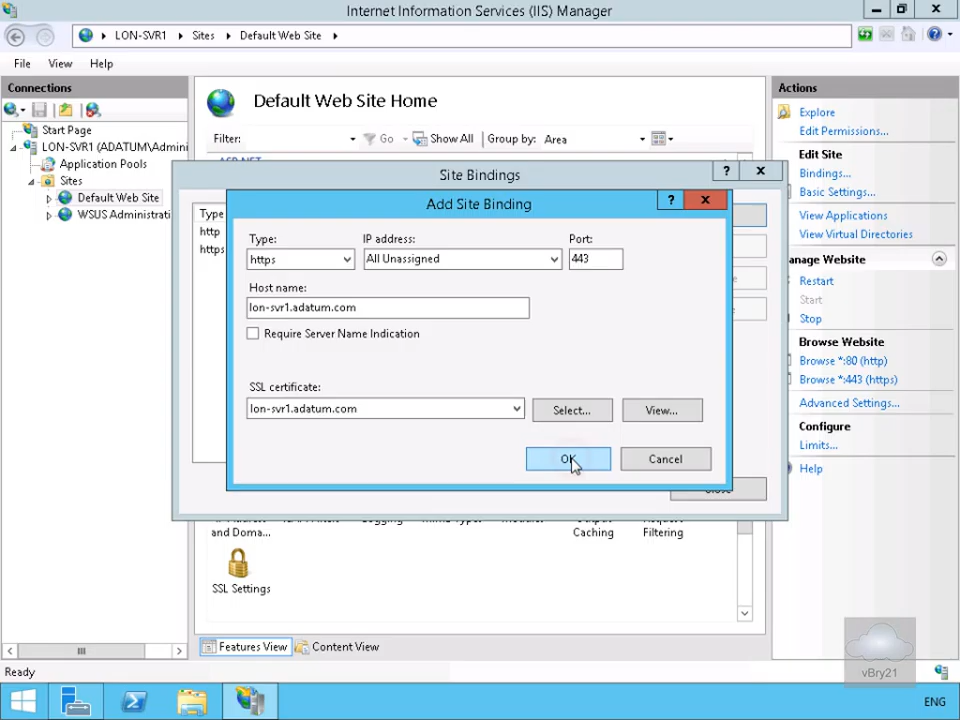 Internet Information Services (IIS) Manager
LON-SVR1
Sites
Default Web Site
File
View
Help
Connections
Start Page
LON-SVR1 (ADATUM\Admini
Application Pools
Sites
Default Web Site
WSUS Administrati
Default Web Site Home
Filter:
Go
Show All
Group by:
Area
Site Bindings
?
Type
http
https
Add Site Binding
?
Type:
IP address:
Port:
https
All Unassigned
443
Host name:
lon-svr1.adatum.com
Require Server Name Indication
SSL certificate:
lon-svr1.adatum.com
Select...
View...
OK
Cancel
and Doma...
Caching
Filtering
SSL Settings
Features View
Content View
Actions
Explore
Edit Permissions...
Edit Site
Bindings...
Basic Settings...
View Applications
View Virtual Directories
anage Website
Restart
Start
Stop
Browse Website
Browse *:80 (http)
Browse *:443 (https)
Advanced Settings...
Configure
Limits...
Help
vBry21
Ready
ENG